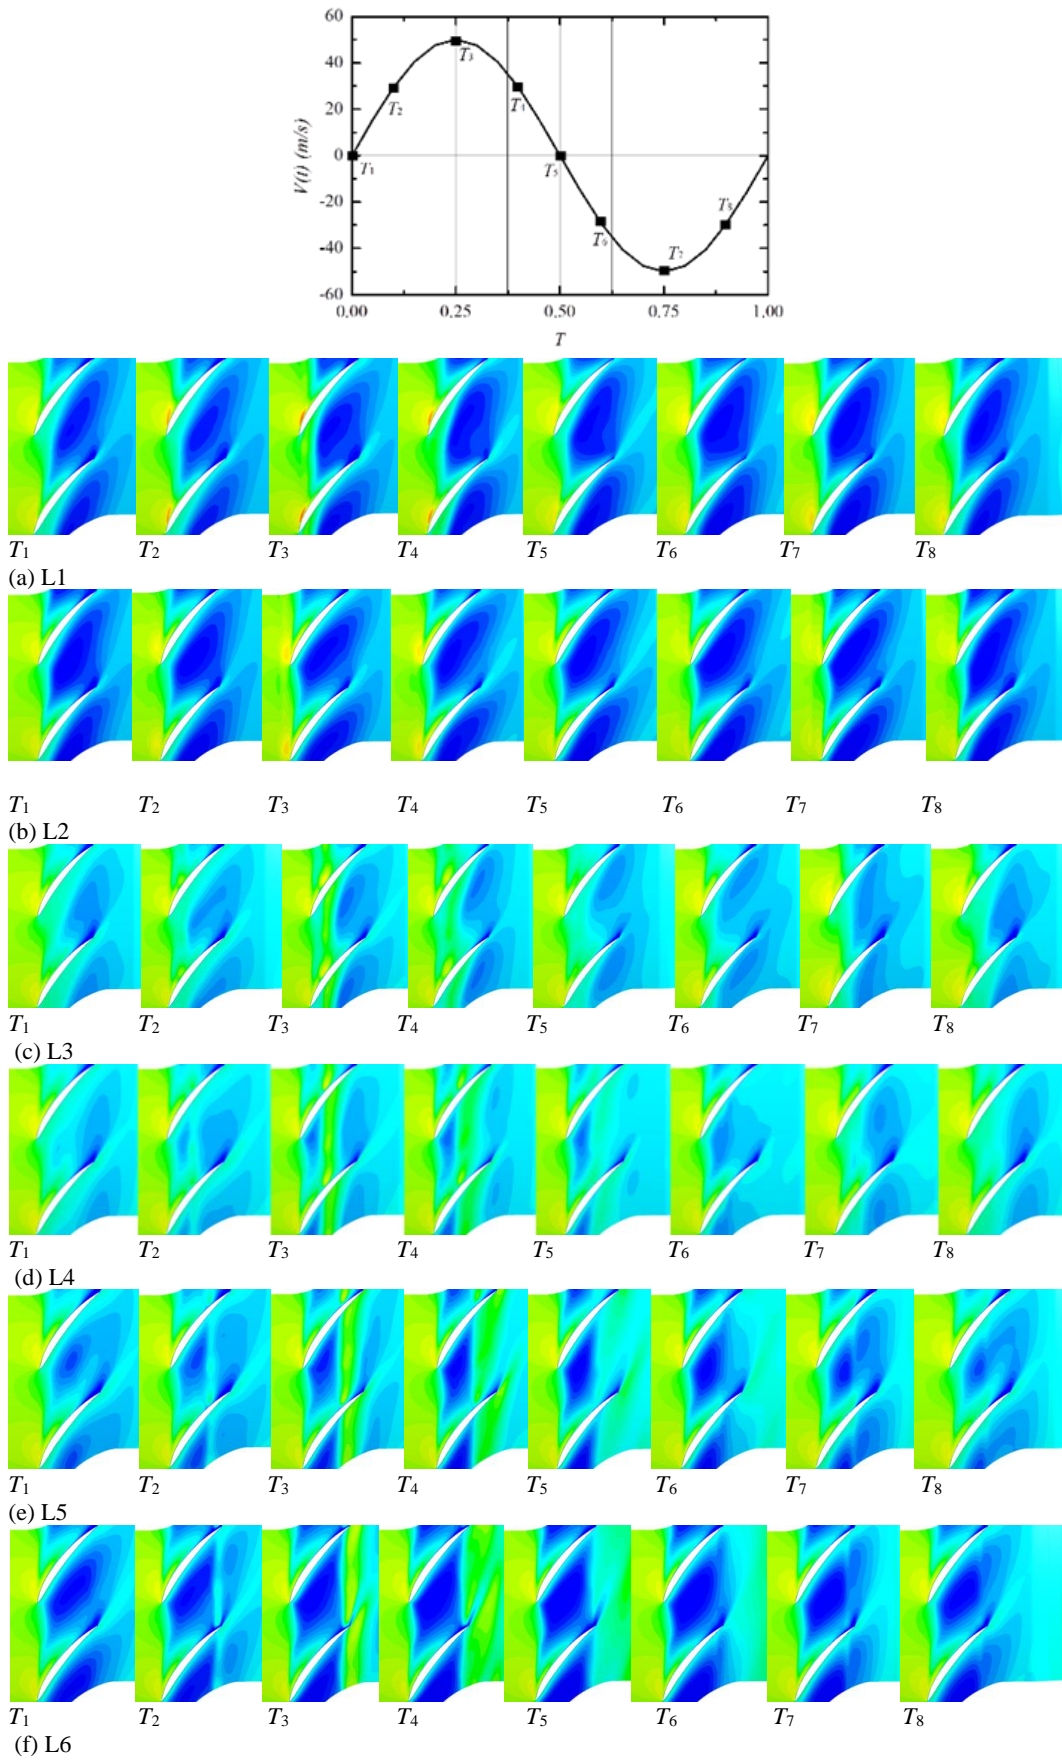 60
40
20
0
-20
-40
-60
V(t) (m/s)
T1
T2
T3
T4
T5
T6
T7
T8
0.00 0.25 0.50 0.75 1.00
T
T1 T2 T3 T4 T5 T6 T7 T8
(a) L1
T1 T2 T3 T4 T5 T6 T7 T8
(b) L2
T1 T2 T3 T4 T5 T6 T7 T8
(c) L3
T1 T2 T3 T4 T5 T6 T7 T8
(d) L4
T1 T2 T3 T4 T5 T6 T7 T8
(e) L5
T1 T2 T3 T4 T5 T6 T7 T8
(f) L6